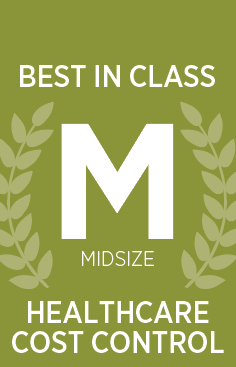 BEST IN CLASS
M
MIDSIZE
HEALTHCARE
COST CONTROL